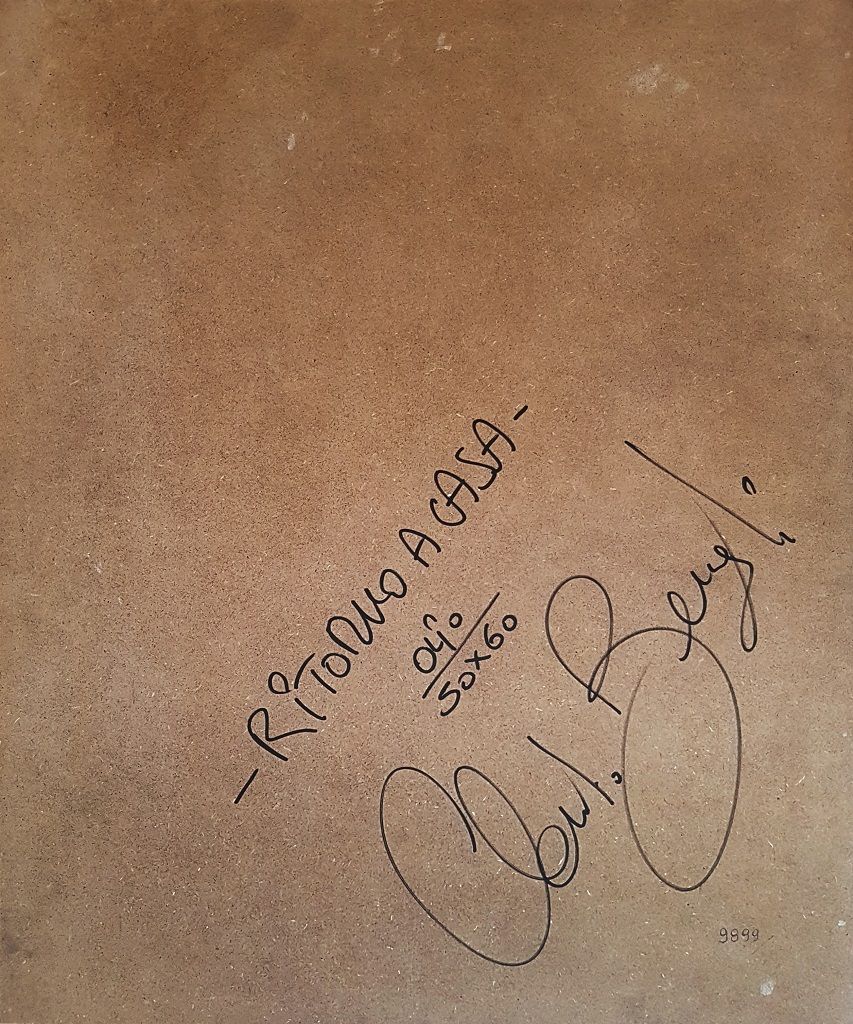 -RITORNO A CASA-
olio
50x60
9899